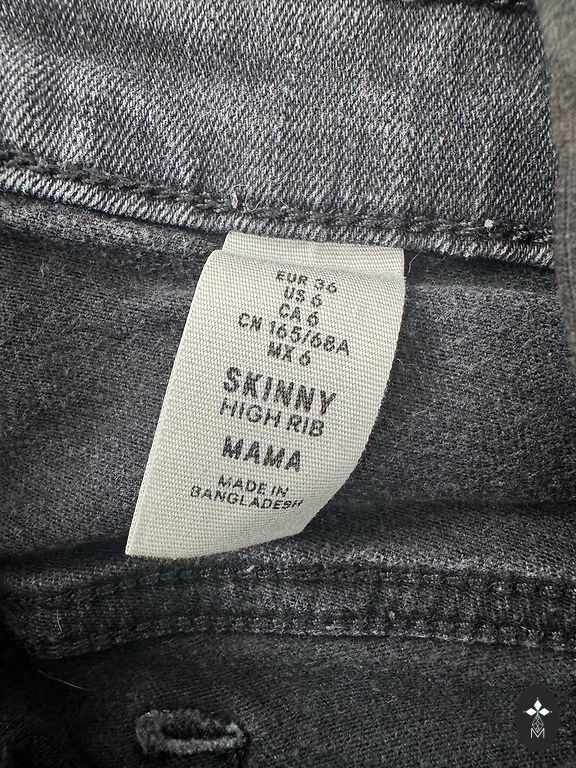 EUR 36
US 6
CA 6
CN 165/68A
MX 6
SKINNY
HIGH RIB
MAMA
MADE IN
BANGLADESH
M